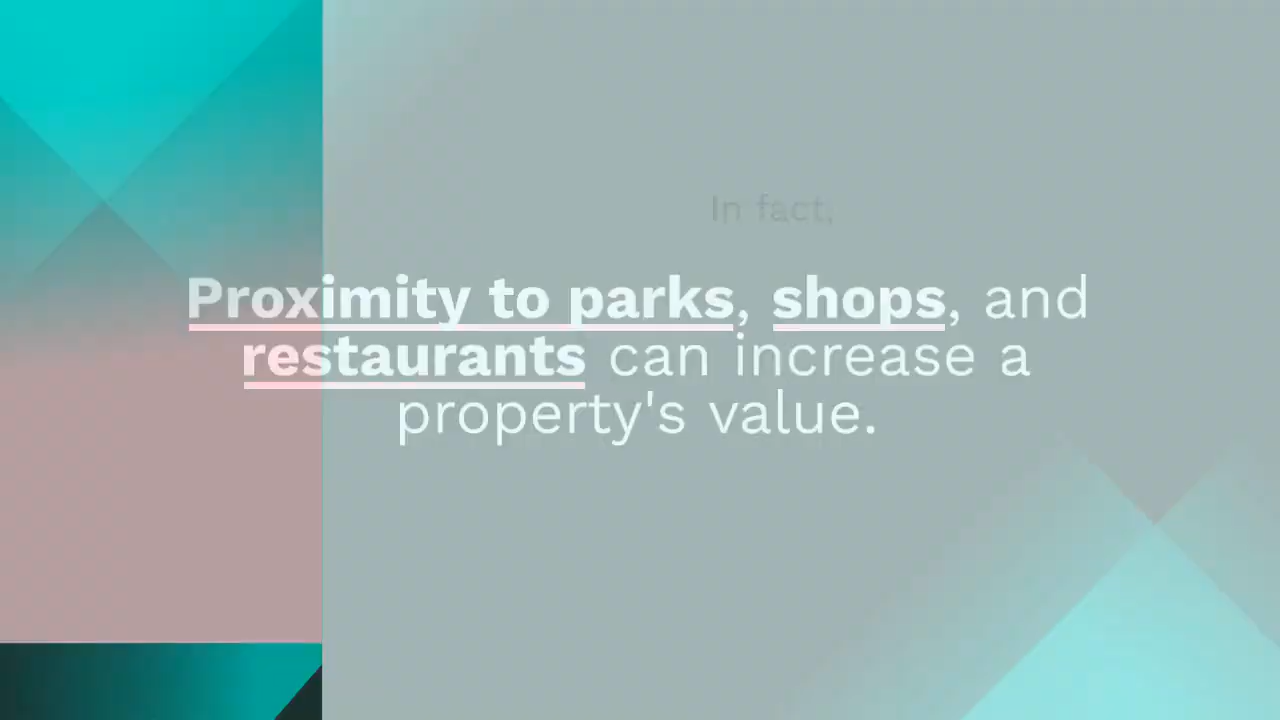 In fact,
Proximity to parks, shops, and
restaurants can increase a
property's value.